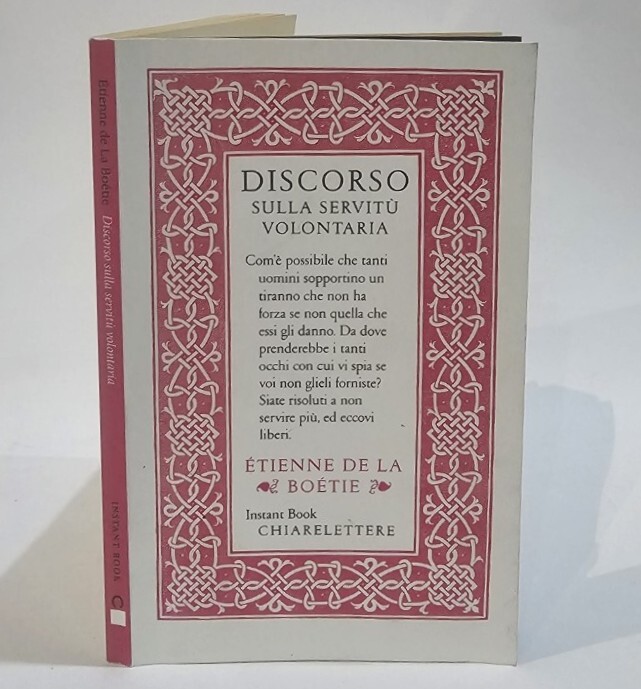 DISCORSO
SULLA SERVITÙ
VOLONTARIA
Com'è possibile che tanti
uomini sopportino un
tiranno che non ha
forza se non quella che
essi gli danno. Da dove
prenderebbe i tanti
occhi con cui vi spia se
voi non glieli forniste?
Siate risoluti a non
servire più, ed eccovi
liberi.
ÉTIENNE DE LA
BOÉTIE
Instant Book
CHIARELETTERE
Étienne de La Boétie Discorso sulla servitù volontaria
INSTANT BOOK
C